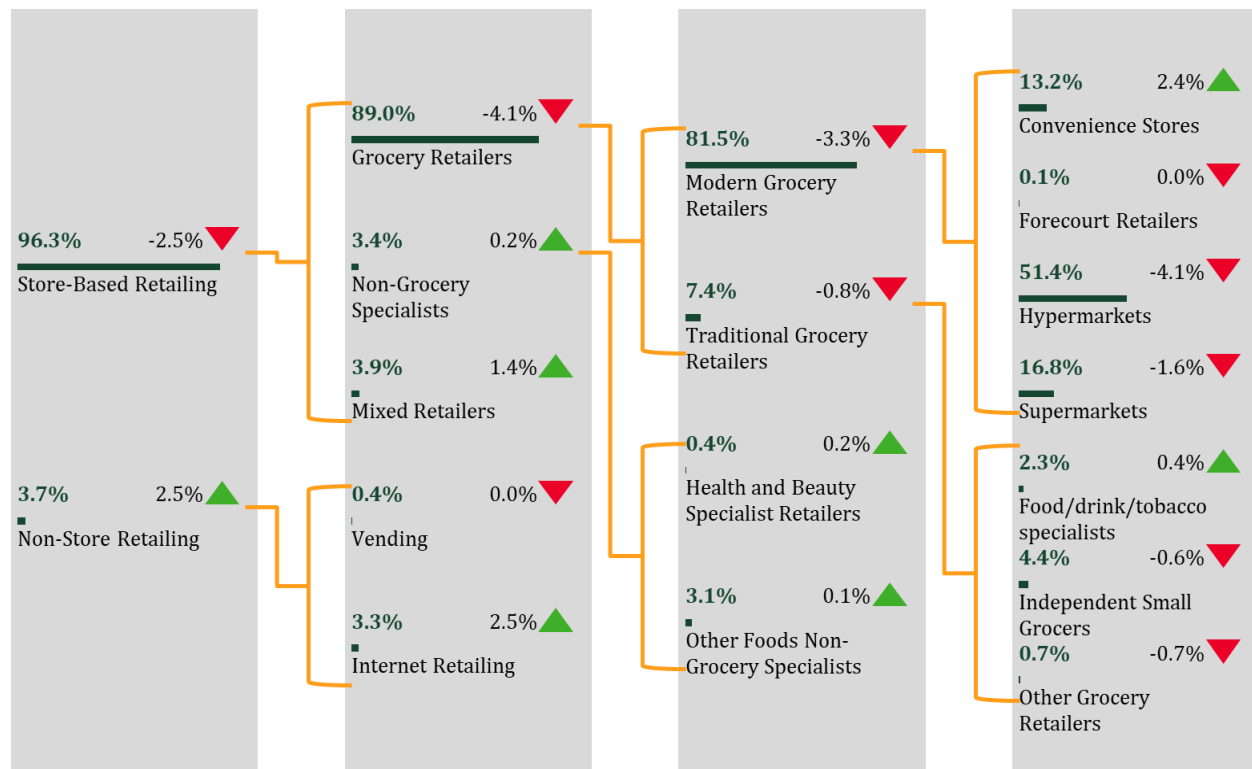 96.3% -2.5%
Store-Based Retailing
3.7% 2.5%
Non-Store Retailing
89.0% -4.1%
Grocery Retailers
3.4% 0.2%
Non-Grocery
Specialists
3.9% 1.4%
Mixed Retailers
0.4% 0.0%
Vending
3.3% 2.5%
Internet Retailing
81.5% -3.3%
Modern Grocery
Retailers
7.4% -0.8%
Traditional Grocery
Retailers
0.4% 0.2%
Health and Beauty
Specialist Retailers
3.1% 0.1%
Other Foods Non-
Grocery Specialists
13.2% 2.4%
Convenience Stores
0.1% 0.0%
Forecourt Retailers
51.4% -4.1%
Hypermarkets
16.8% -1.6%
Supermarkets
2.3% 0.4%
Food/drink/tobacco
specialists
4.4% -0.6%
Independent Small
Grocers
0.7% -0.7%
Other Grocery
Retailers